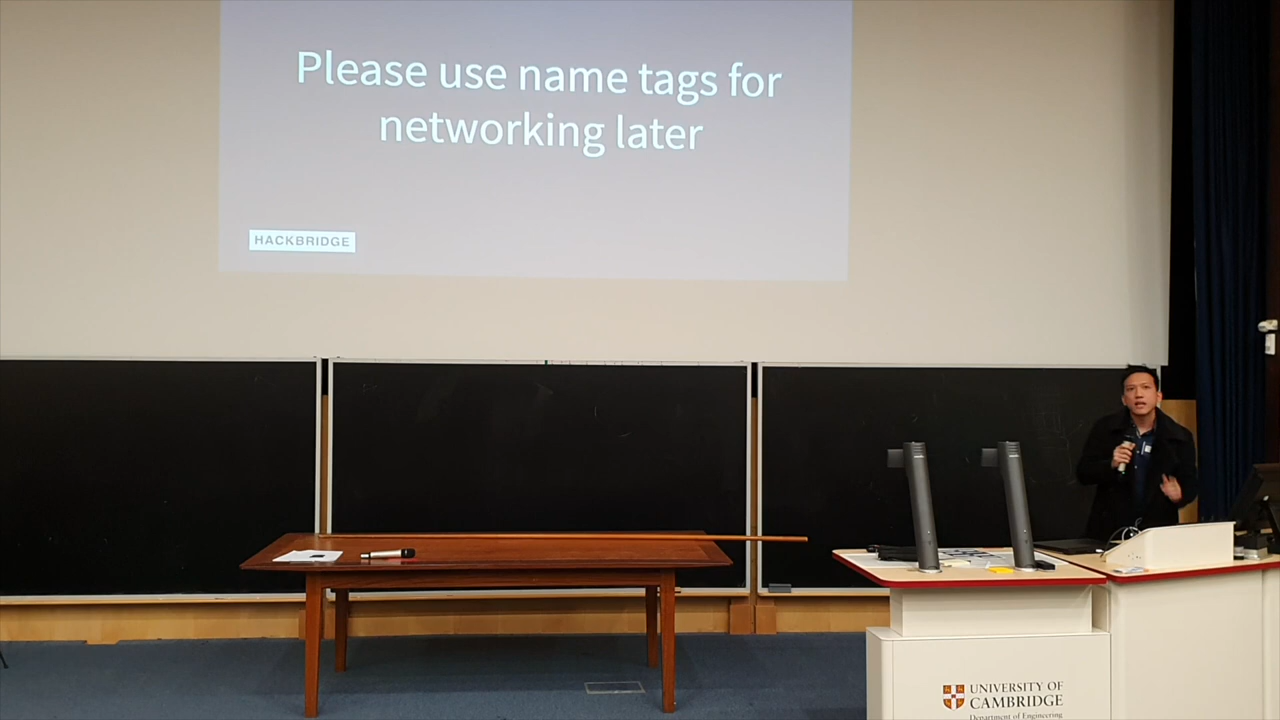 Please use name tags for
networking later
HACKBRIDGE
UNIVERSITY OF
CAMBRIDGE
Department of Engineering